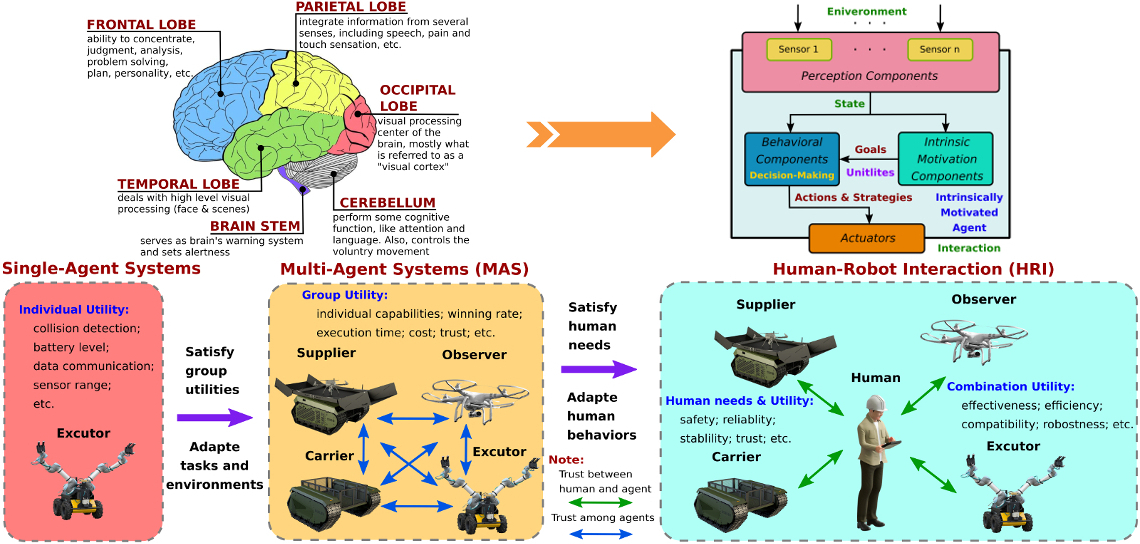 FRONTAL LOBE
ability to concentrate,
judgment, analysis,
problem solving,
plan, personality, etc.
PARIETAL LOBE
integrate information from several
senses, including speech, pain and
touch sensation, etc.
OCCIPITAL
LOBE
visual processing
center of the
brain, mostly what
is referred to as a
"visual cortex"
TEMPORAL LOBE
deals with high level visual
processing (face & scenes)
BRAIN STEM
serves as brain's warning system
and sets alertness
CEREBELLUM
perform some cognitive
function, like attention and
language. Also, controls the
voluntry movement
Eniveronment
Sensor 1
. . .
Sensor n
Perception Components
State
Behavioral
Components
Decision-Making
Goals
Unitlites
Intrinsic
Motivation
Components
Actions & Strategies
Intrinsically
Motivated
Agent
Actuators
Interaction
Single-Agent Systems
Individual Utility:
collision detection;
battery level;
data communication;
sensor range;
etc.
Excutor
Satisfy
group
utilities
Adapte
tasks and
environments
Multi-Agent Systems (MAS)
Group Utility:
individual capabilities; winning rate;
execution time; cost; trust; etc.
Supplier
Observer
Carrier
Excutor
Satisfy
human
needs
Adapte
human
behaviors
Note:
Trust between
human and agent
Trust among agents
Human-Robot Interaction (HRI)
Supplier
Observer
Human
Human needs & Utility:
safety; reliablity;
stablility; trust; etc.
Combination Utility:
effectiveness; efficiency;
compatibility; robostness; etc.
Carrier
Excutor